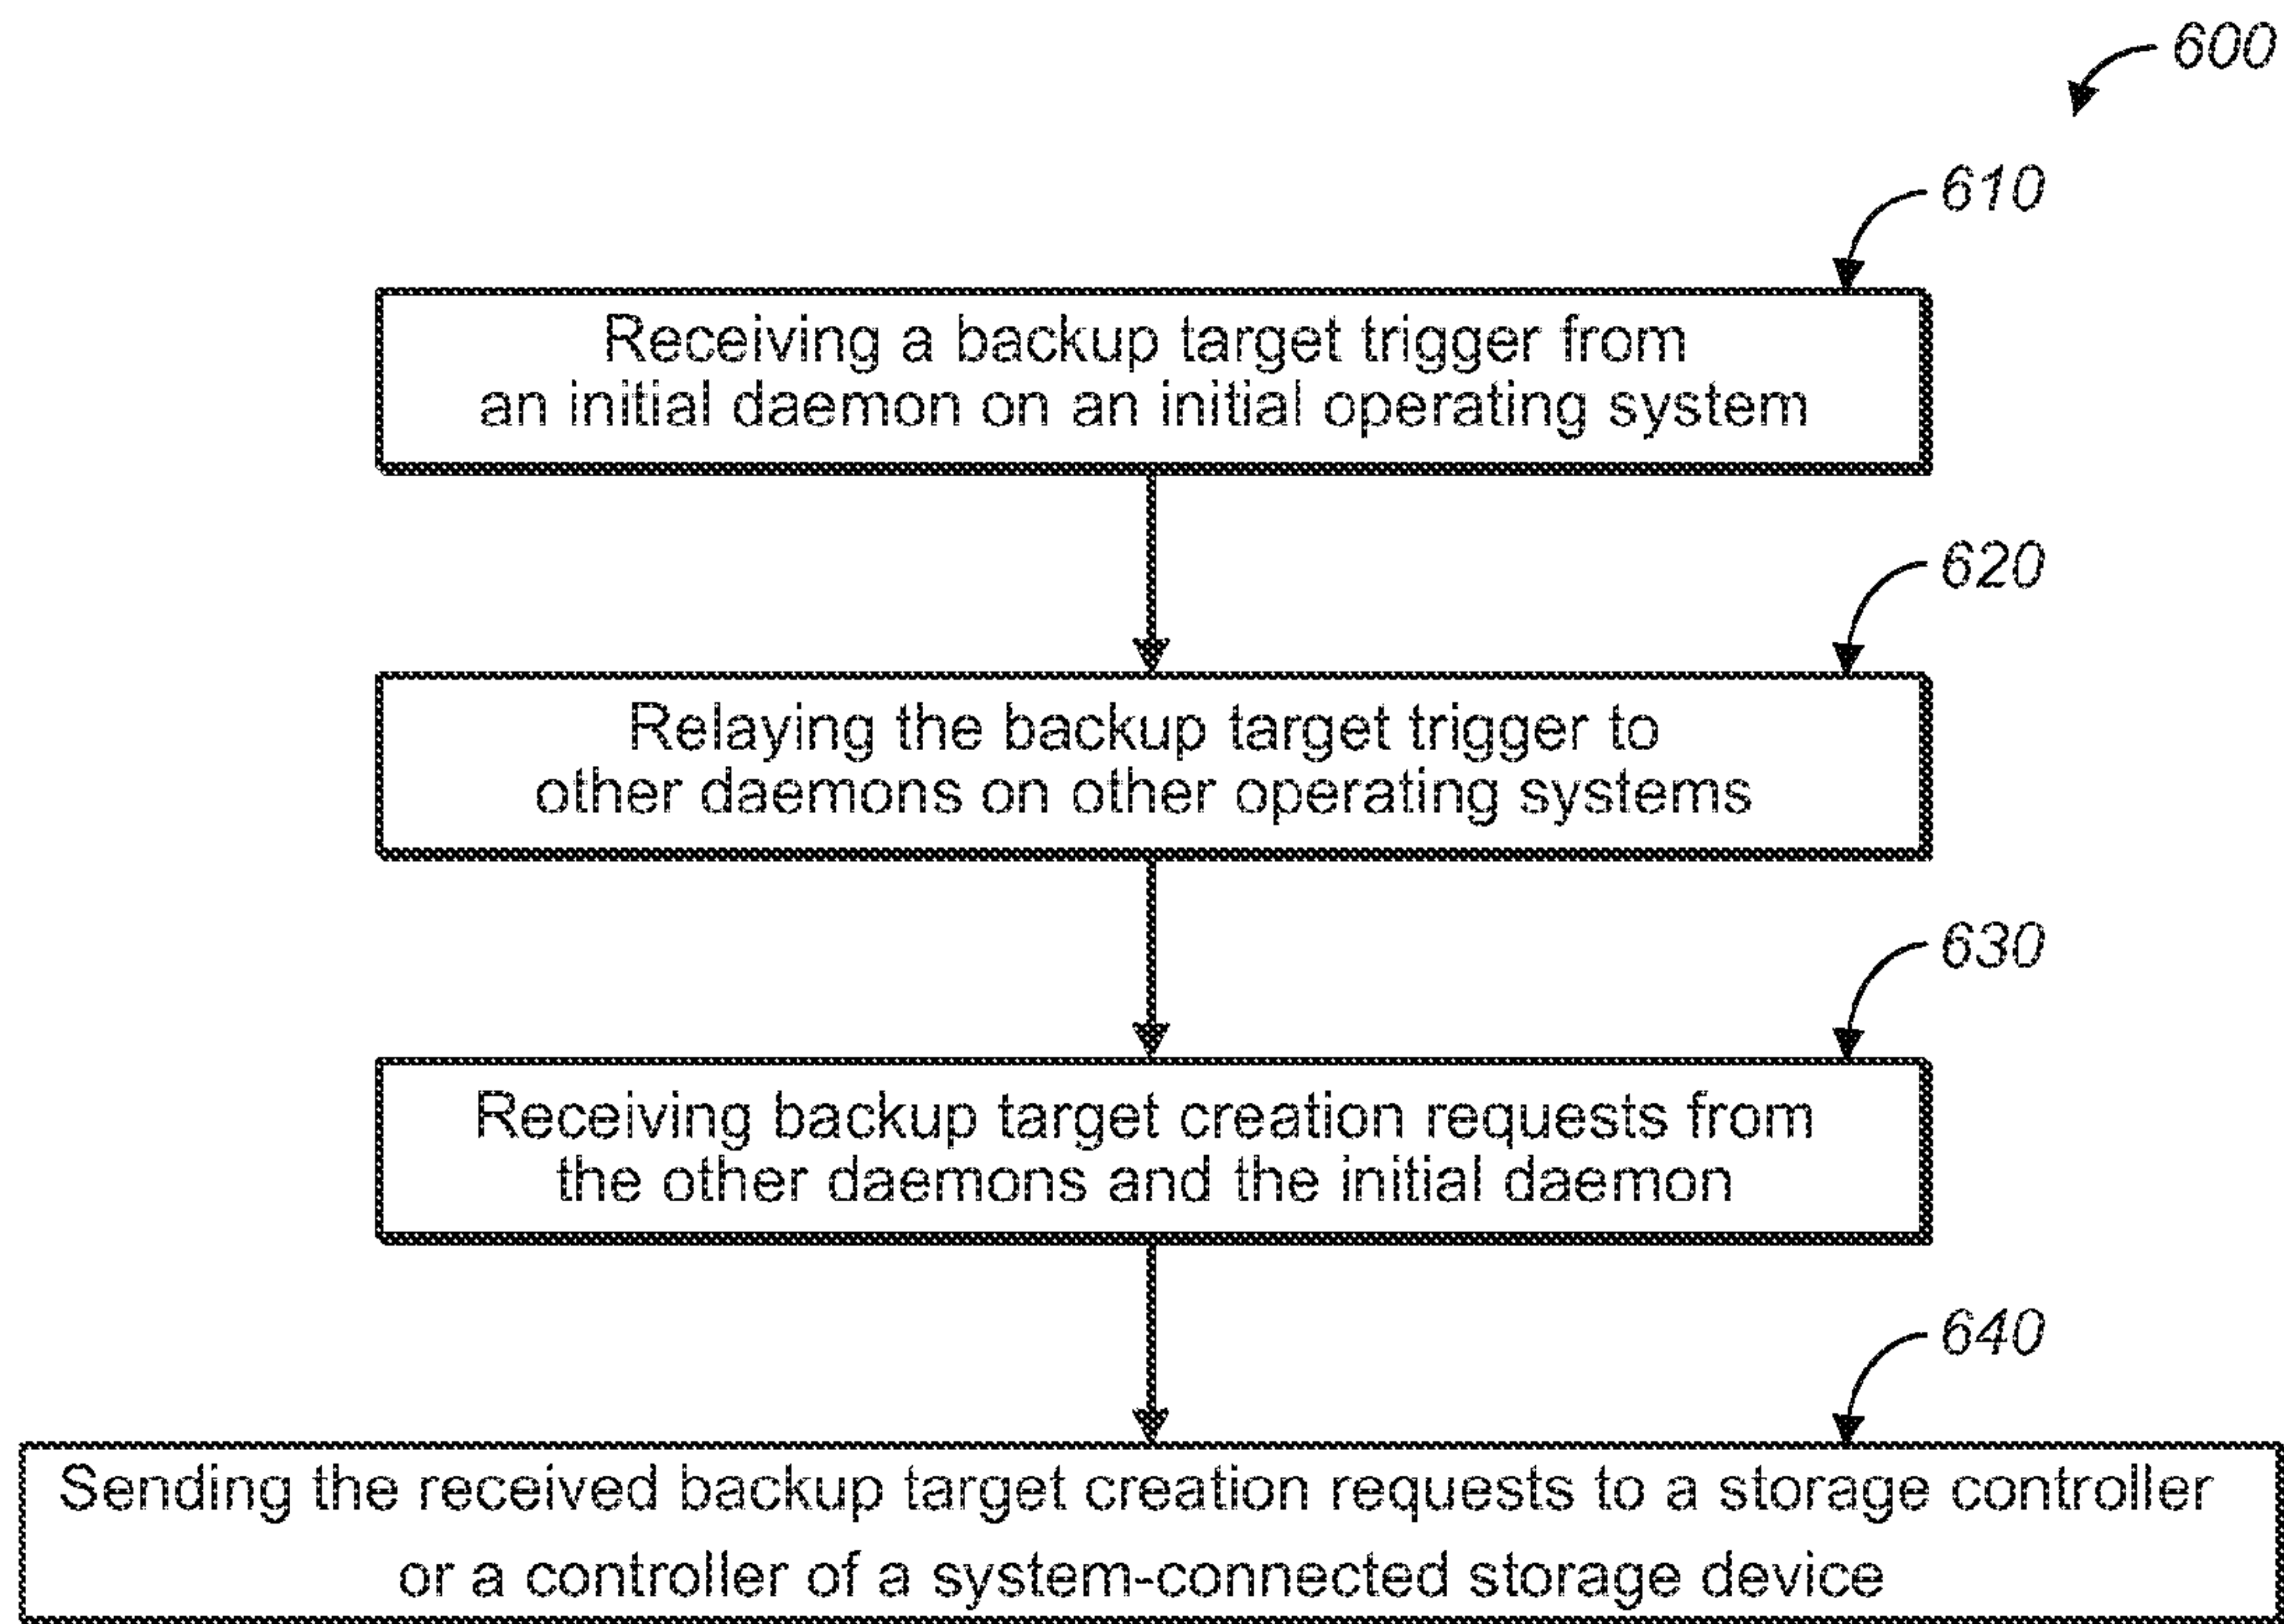 600
610
Receiving a backup target trigger from
an initial daemon on an initial operating system
620
Relaying the backup target trigger to
other daemons on other operating systems
630
Receiving backup target creation requests from
the other daemons and the initial daemon
640
Sending the received backup target creation requests to a storage controller
or a controller of a system-connected storage device